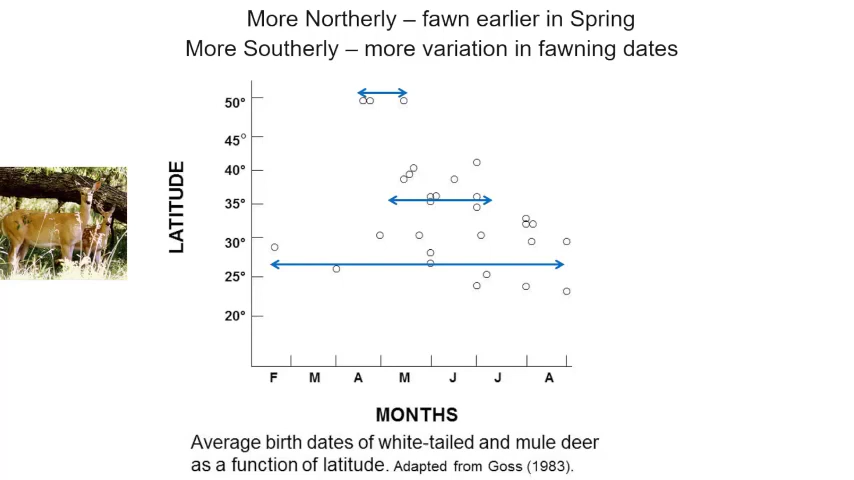 More Northerly – fawn earlier in Spring
More Southerly – more variation in fawning dates
50°
45°
40°
35°
30°
25°
20°
LATITUDE
F M A M J J A
MONTHS
Average birth dates of white-tailed and mule deer
as a function of latitude. Adapted from Goss (1983).